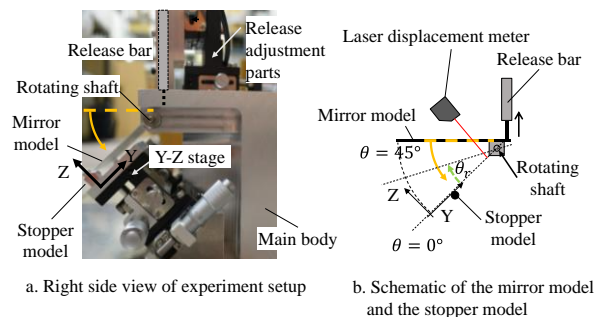 Release bar
Release
adjustment
parts
Rotating shaft
Mirror
model
Z
Y
Y-Z stage
Stopper
model
Main body
a. Right side view of experiment setup
Laser displacement meter
Release bar
Mirror model
θ = 45°
θr
Rotating
shaft
Z
Y
Stopper
model
θ = 0°
b. Schematic of the mirror model
and the stopper model